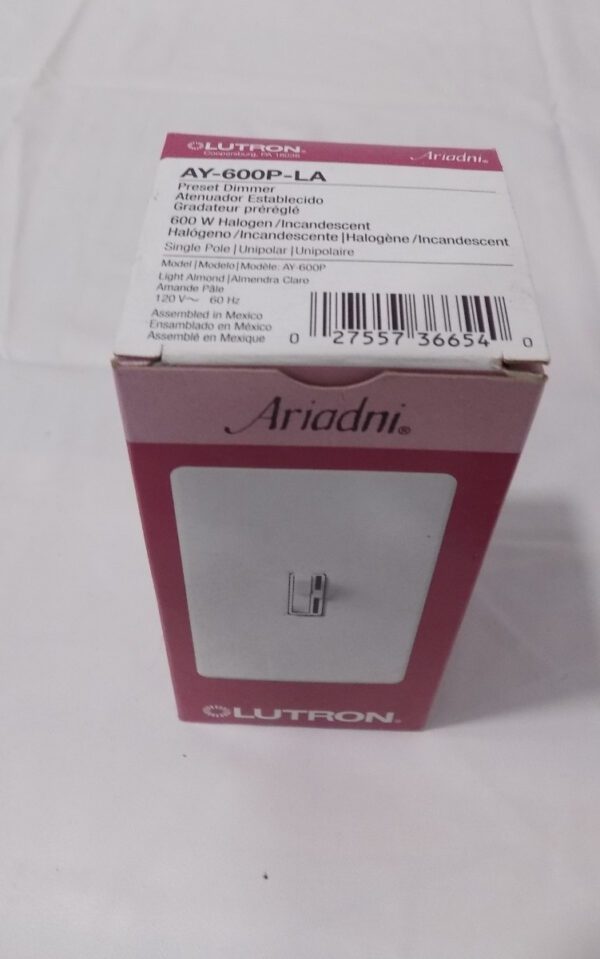 LUTRON®
Coopersburg, PA 18036
Ariadni®
AY-600P-LA
Preset Dimmer
Atenuador Establecido
Gradateur préréglé
600 W Halogen/Incandescent
Halógeno/Incandescente|Halogène/Incandescent
Single Pole|Unipolar|Unipolaire
Model|Modelo|Modèle: AY-600P
Light Almond|Almendra Claro
Amande Pâle
120 V~ 60 Hz
Assembled in Mexico
Ensamblado en México
Assemblé en Mexique
0 27557 36654 0
Ariadni®
LUTRON®